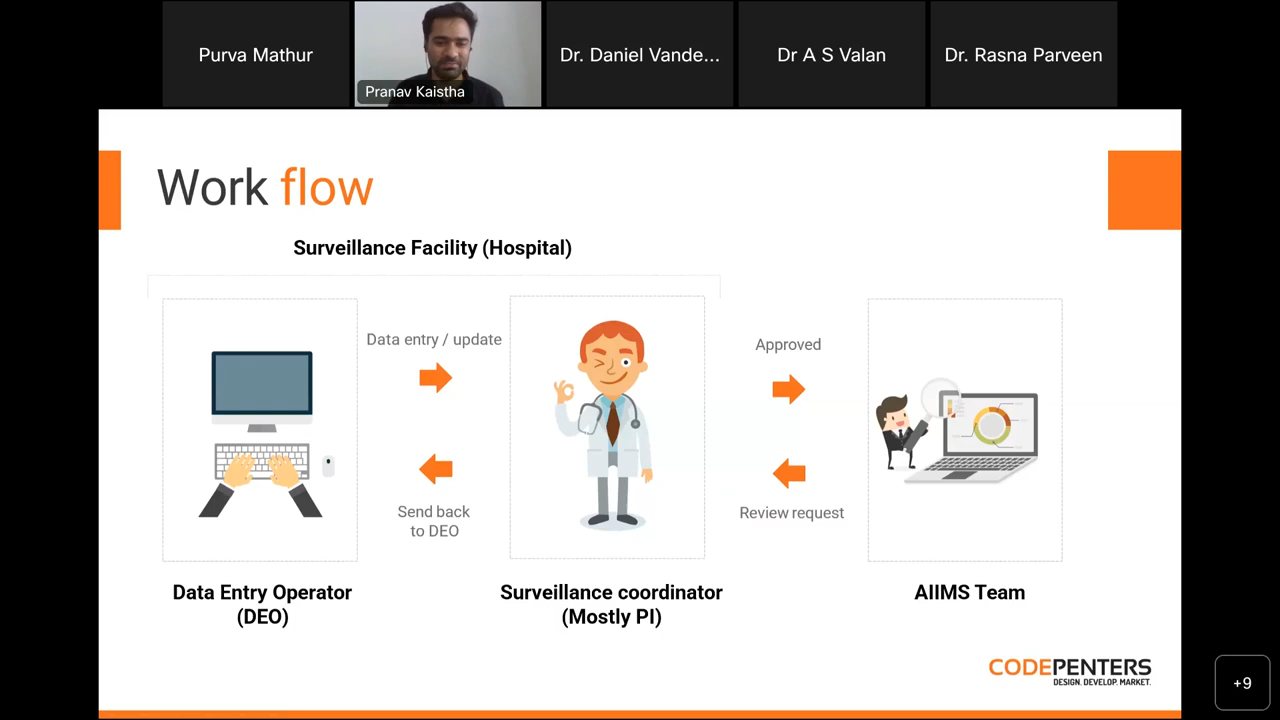 Purva Mathur
Pranav Kaistha
Dr. Daniel Vande...
Dr A S Valan
Dr. Rasna Parveen
Work flow
Surveillance Facility (Hospital)
Data entry / update
Send back
to DEO
Approved
Review request
Data Entry Operator
(DEO)
Surveillance coordinator
(Mostly PI)
AIIMS Team
CODEPENTERS
DESIGN. DEVELOP. MARKET.
+9